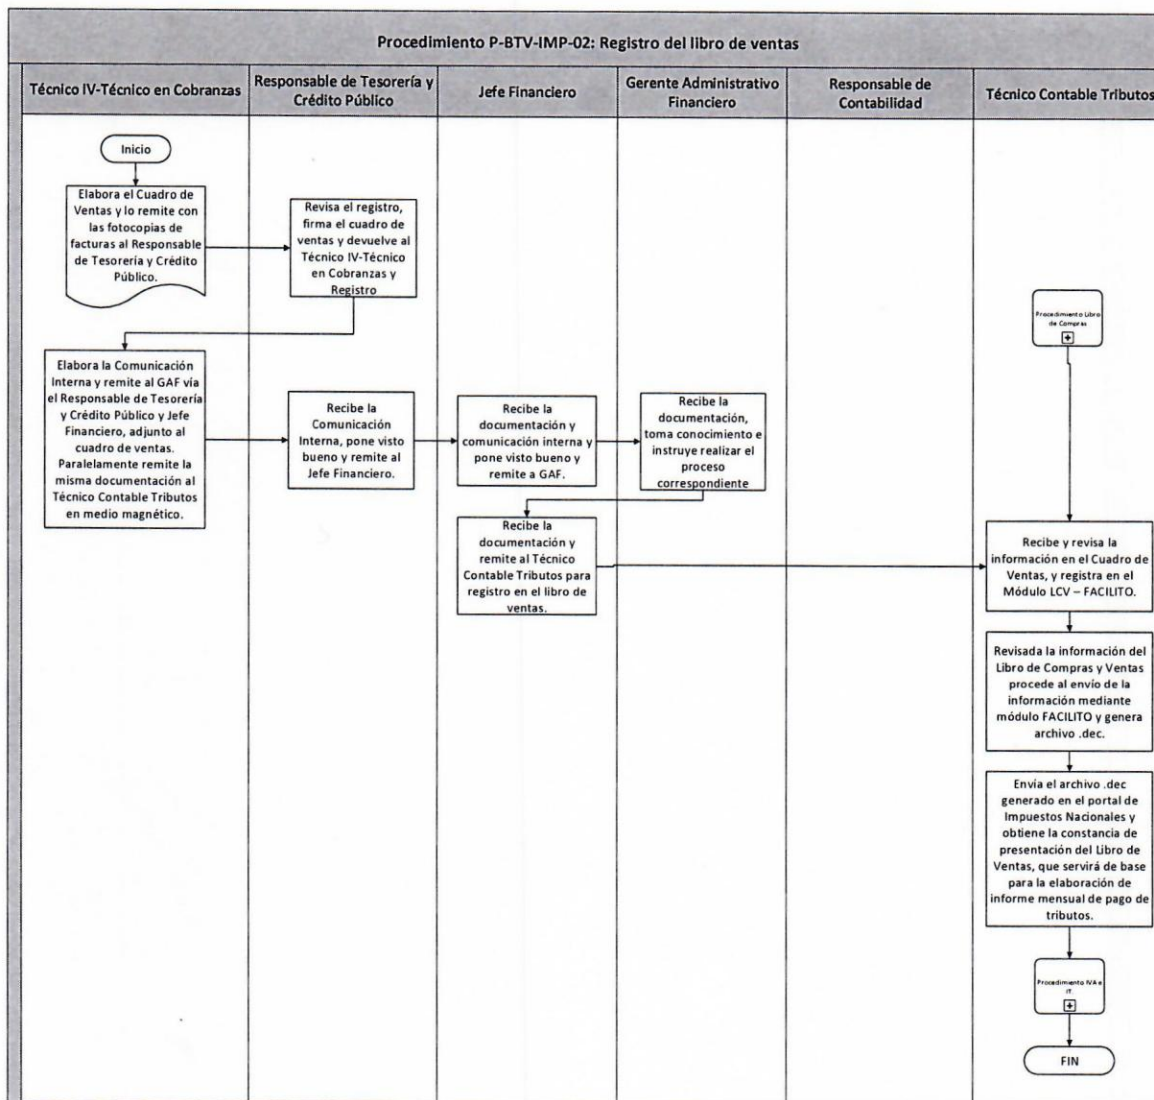 Procedimiento P-BTV-IMP-02: Registro del libro de ventas
Técnico IV-Técnico en Cobranzas
Responsable de Tesorería y
Crédito Público
Jefe Financiero
Gerente Administrativo
Financiero
Responsable de
Contabilidad
Técnico Contable Tributos
Inicio
Elabora el Cuadro de
Ventas y lo remite con
las fotocopias de
facturas al Responsable
de Tesorería y Crédito
Público.
Revisa el registro,
firma el cuadro de
ventas y devuelve al
Técnico IV-Técnico
en Cobranzas y
Registro
Procedimiento Libro
de Compras
Elabora la Comunicación
Interna y remite al GAF vía
el Responsable de Tesorería
y Crédito Público y Jefe
Financiero, adjunto al
cuadro de ventas.
Paralelamente remite la
misma documentación al
Técnico Contable Tributos
en medio magnético.
Recibe la
Comunicación
Interna, pone visto
bueno y remite al
Jefe Financiero.
Recibe la
documentación y
comunicación interna y
pone visto bueno y
remite a GAF.
Recibe la
documentación,
toma conocimiento e
instruye realizar el
proceso
correspondiente
Recibe la
documentación y
remite al Técnico
Contable Tributos para
registro en el libro de
ventas.
Recibe y revisa la
información en el Cuadro de
Ventas, y registra en el
Módulo LCV – FACILITO.
Revisada la información del
Libro de Compras y Ventas
procede al envío de la
información mediante
módulo FACILITO y genera
archivo .dec.
Envía el archivo .dec
generado en el portal de
Impuestos Nacionales y
obtiene la constancia de
presentación del Libro de
Ventas, que servirá de base
para la elaboración de
informe mensual de pago de
tributos.
Procedimiento IVA e
IT.
FIN